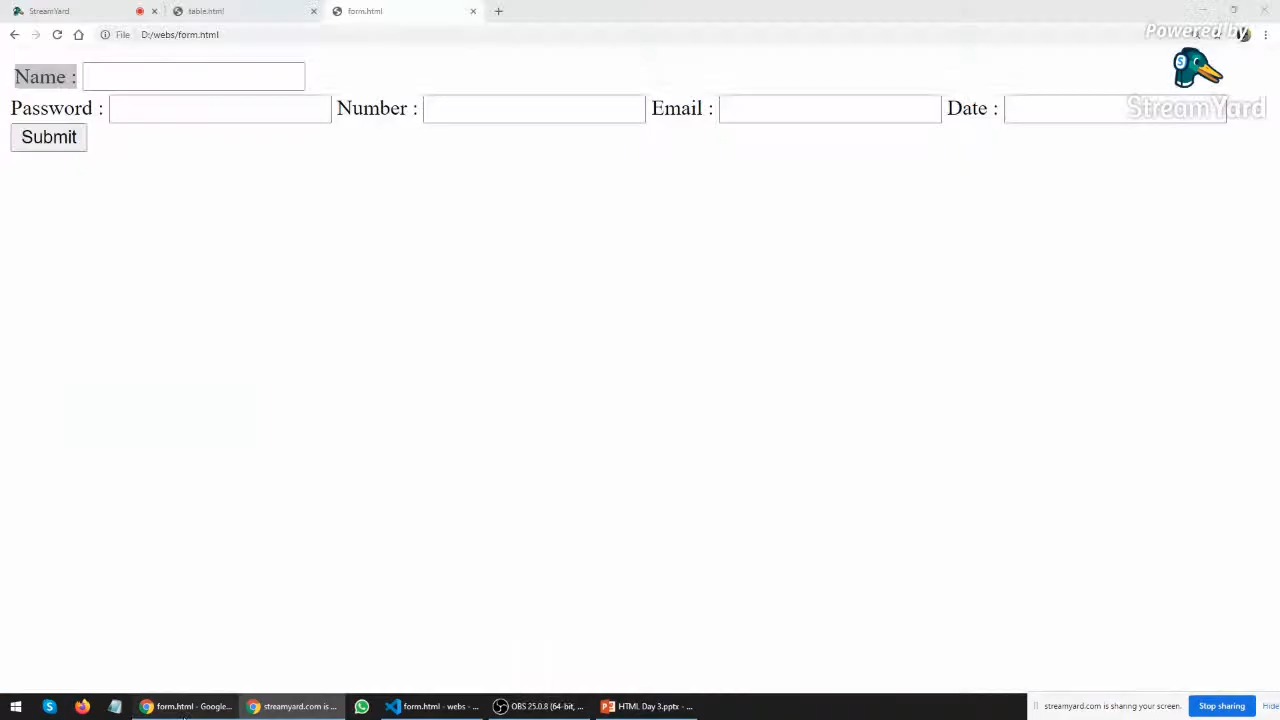 StreamYard
table.html
form.html
File
D:/webs/form.html
Powered by
StreamYard
Name :
Password :
Number :
Email :
Date :
Submit
form.html - Google...
streamyard.com is ...
form.html - webs - ...
OBS 25.0.8 (64-bit, ...
HTML Day 3.pptx - ...
streamyard.com is sharing your screen.
Stop sharing
Hide